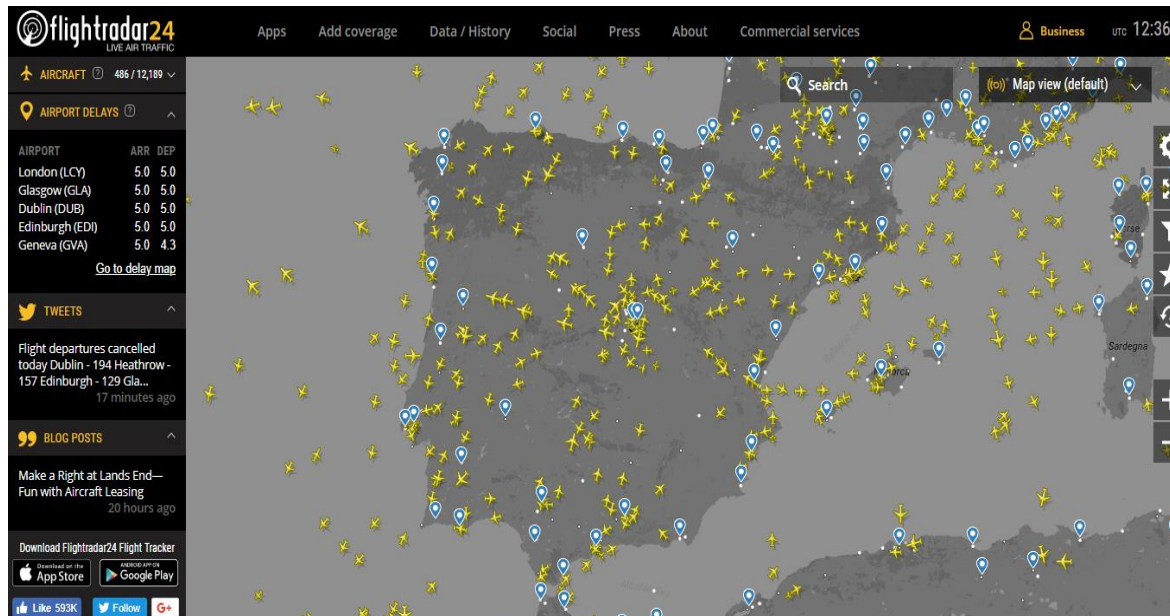 flightradar24
LIVE AIR TRAFFIC
Apps
Add coverage
Data / History
Social
Press
About
Commercial services
Business
UTC 12:36
AIRCRAFT ? 486 / 12,189
AIRPORT DELAYS ?
AIRPORT ARR DEP
London (LCY) 5.0 5.0
Glasgow (GLA) 5.0 5.0
Dublin (DUB) 5.0 5.0
Edinburgh (EDI) 5.0 5.0
Geneva (GVA) 5.0 4.3
Go to delay map
TWEETS
Flight departures cancelled
today Dublin - 194 Heathrow -
157 Edinburgh - 129 Gla...
17 minutes ago
BLOG POSTS
Make a Right at Lands End—
Fun with Aircraft Leasing
20 hours ago
Download Flightradar24 Flight Tracker
Download on the
App Store
ANDROID APP ON
Google Play
Like 593K
Follow
G+
Search
Map view (default)
Sardegna